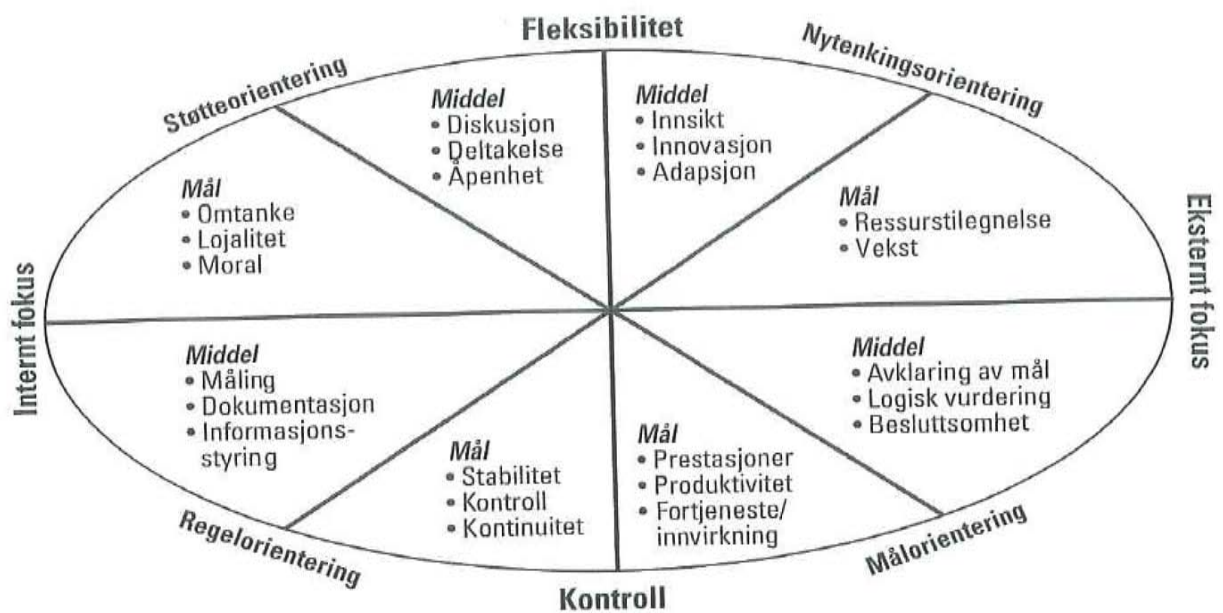 Fleksibilitet
Nytenkingsorientering
Støtteorientering
Middel
• Diskusjon
• Deltakelse
• Åpenhet
Middel
• Innsikt
• Innovasjon
• Adapsjon
Mål
• Omtanke
• Lojalitet
• Moral
Mål
• Ressurstilegnelse
• Vekst
Internt fokus
Eksternt fokus
Middel
• Måling
• Dokumentasjon
• Informasjons-
styring
Mål
• Stabilitet
• Kontroll
• Kontinuitet
Mål
• Prestasjoner
• Produktivitet
• Fortjeneste/
innvirkning
Middel
• Avklaring av mål
• Logisk vurdering
• Besluttsomhet
Regelorientering
Målorientering
Kontroll